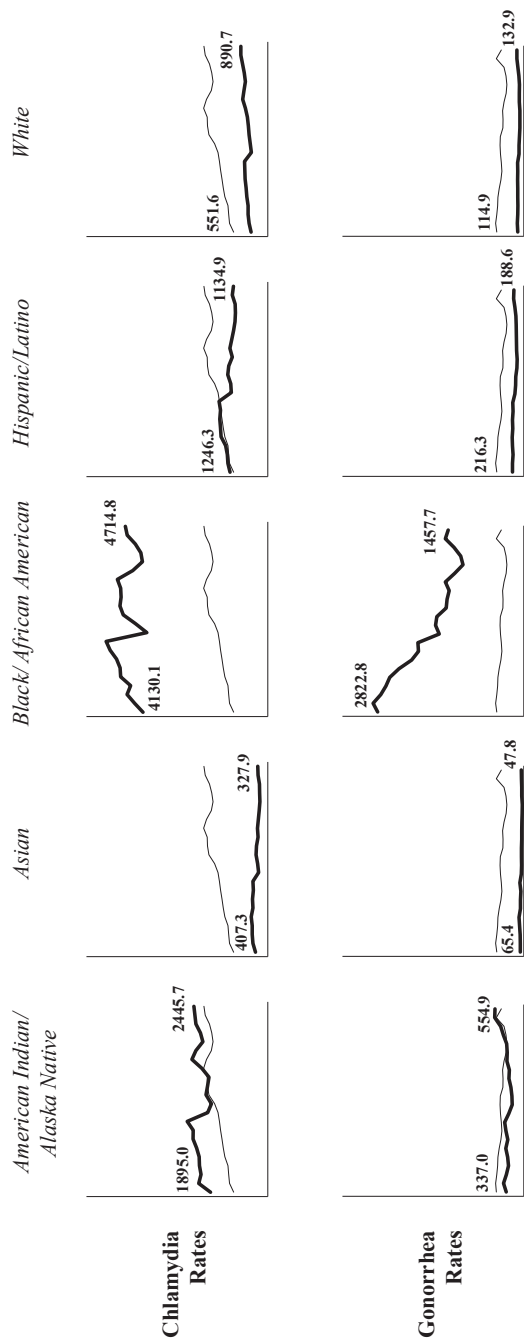 American Indian/
Alaska Native
Asian
Black/ African American
Hispanic/Latino
White
Chlamydia
Rates
1895.0
2445.7
407.3
327.9
4130.1
4714.8
1246.3
1134.9
551.6
890.7
Gonorrhea
Rates
337.0
554.9
65.4
47.8
2822.8
1457.7
216.3
188.6
114.9
132.9